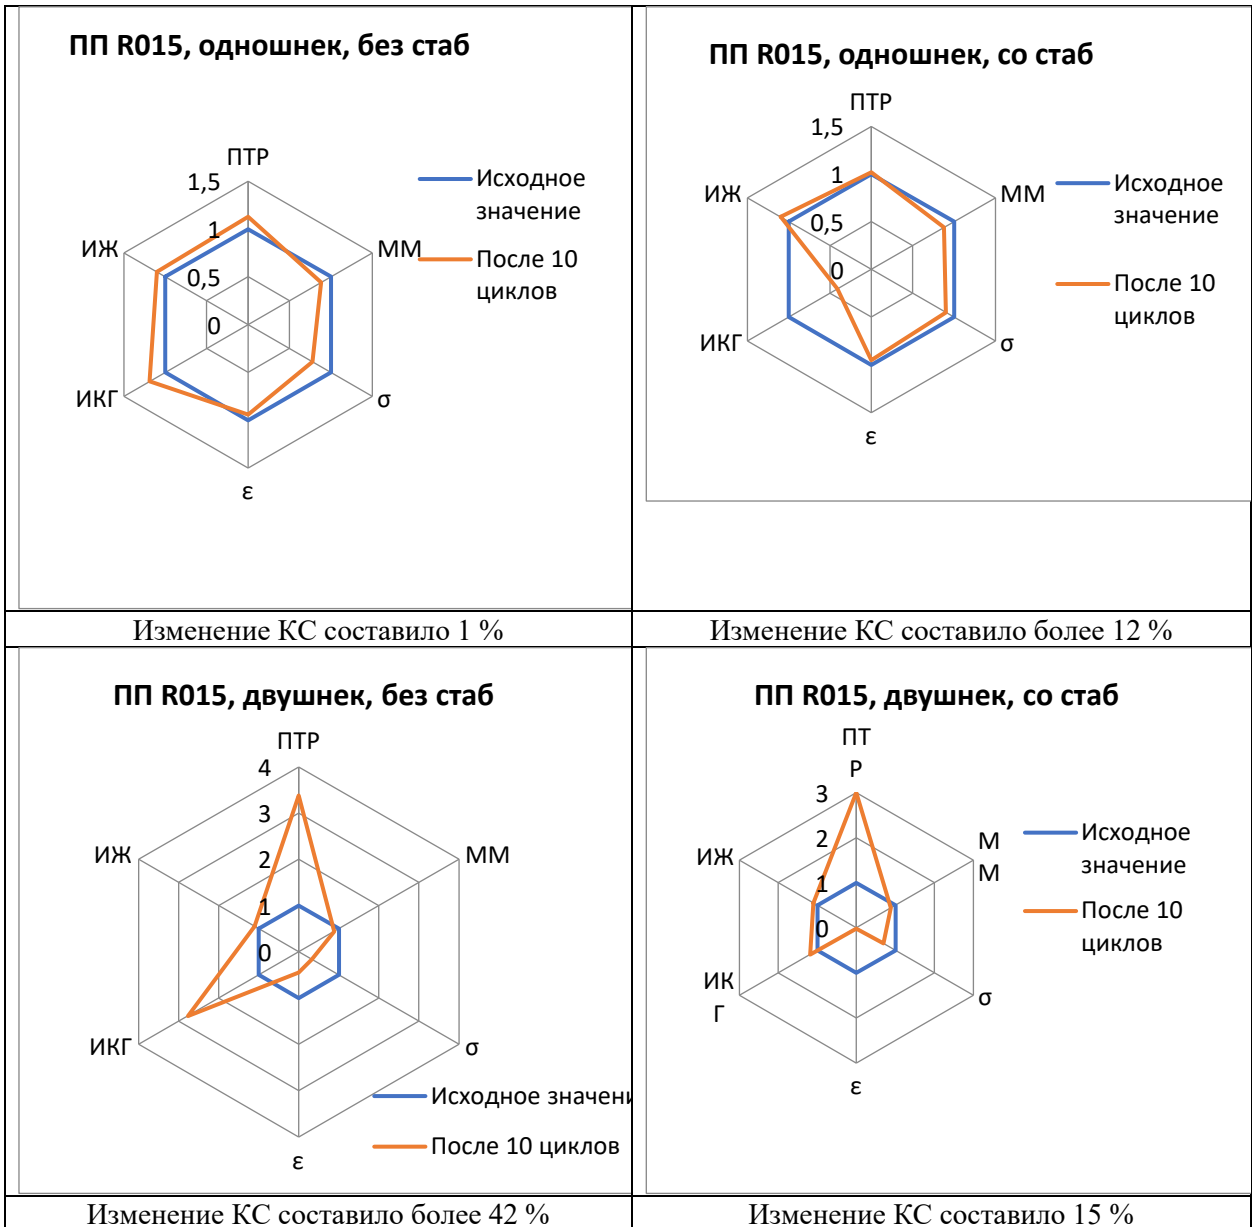 ПП R015, одношнек, без стаб
ПТР
1,5
1
0,5
0
ИЖ
ММ
ИКГ
σ
ε
Исходное
значение
После 10
циклов
ПП R015, одношнек, со стаб
ПТР
1,5
1
0,5
0
ИЖ
ММ
ИКГ
σ
ε
Исходное
значение
После 10
циклов
Изменение КС составило 1 %
Изменение КС составило более 12 %
ПП R015, двушнек, без стаб
ПТР
4
3
2
1
0
ИЖ
ММ
ИКГ
σ
ε
Исходное значени
После 10 циклов
ПП R015, двушнек, со стаб
ПТ
Р
3
2
1
0
ИЖ
М
М
ИК
Г
σ
ε
Исходное
значение
После 10
циклов
Изменение КС составило более 42 %
Изменение КС составило 15 %